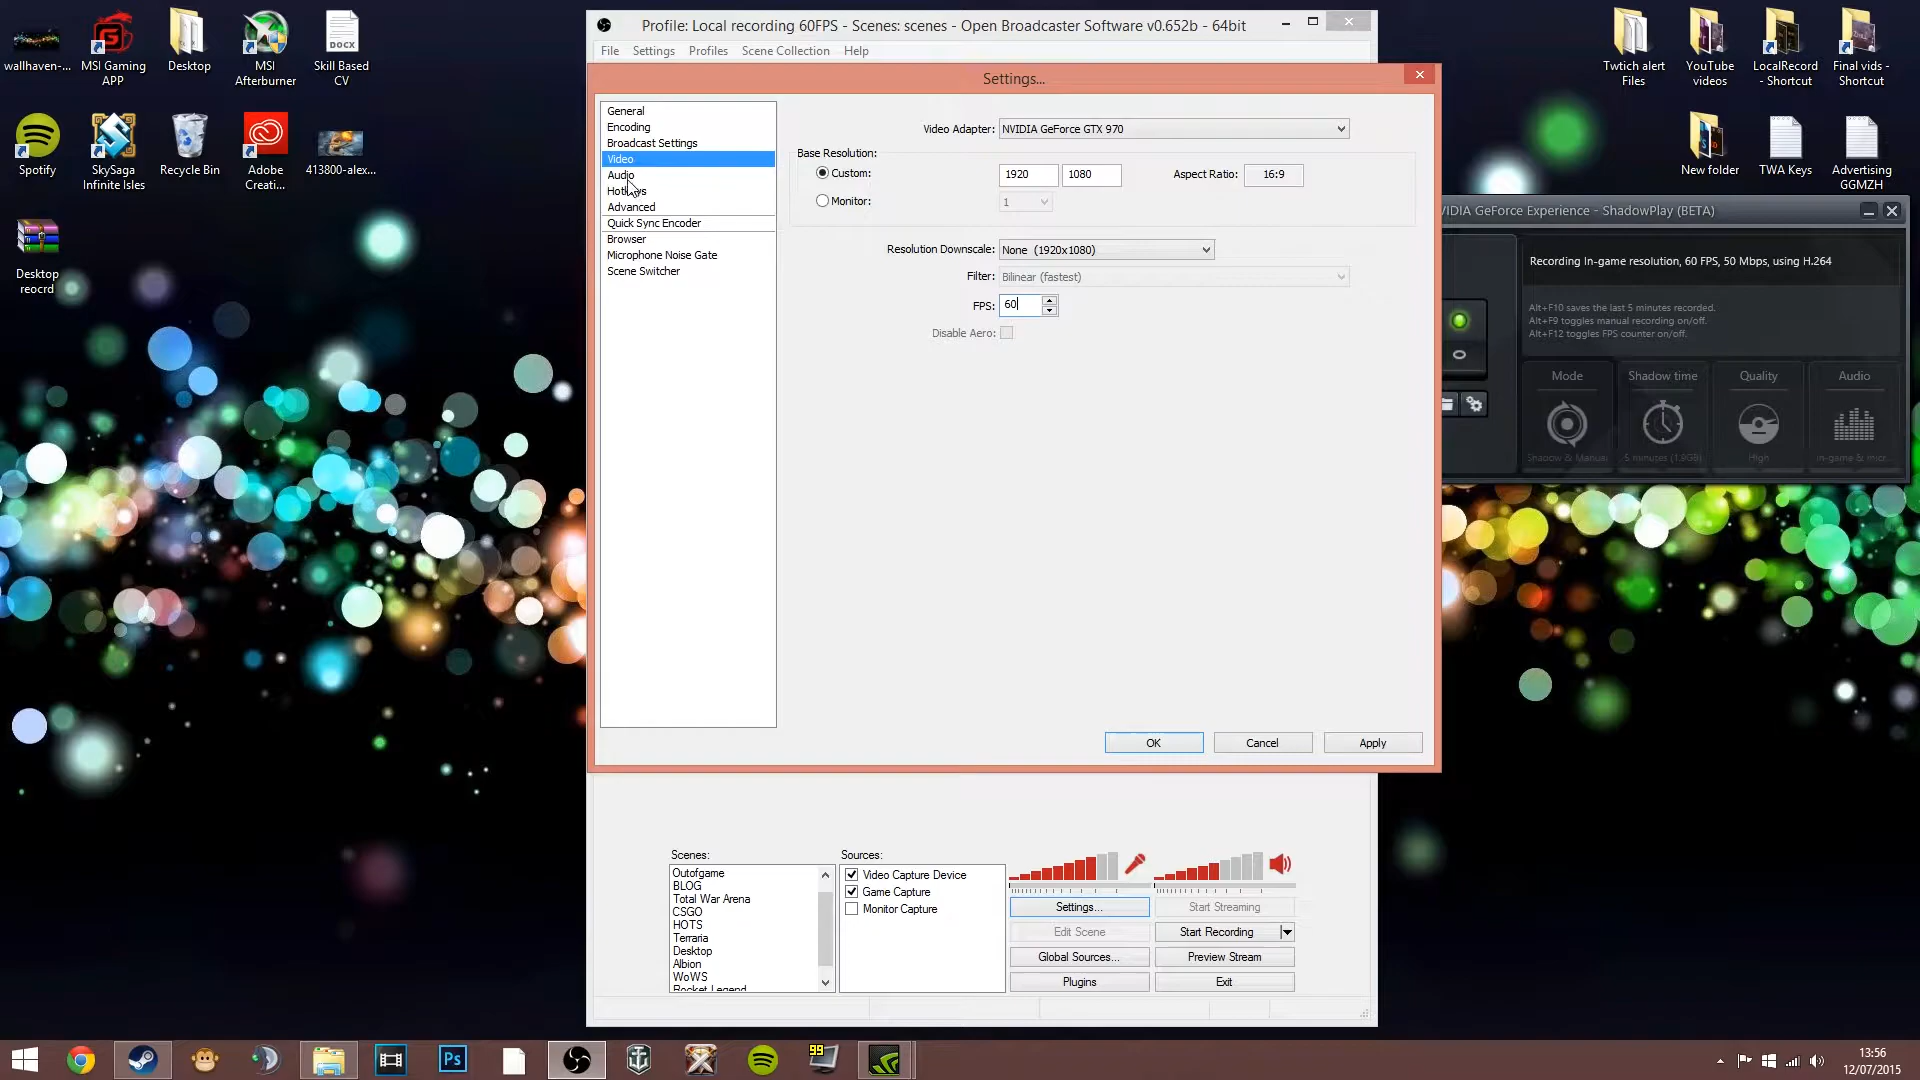 wallhaven-...
MSI Gaming
APP
Desktop
MSI
Afterburner
DOCX
Skill Based
CV
Spotify
SkySaga
Infinite Isles
Recycle Bin
Adobe
Creati...
413800-alex...
Desktop
reocrd
Profile: Local recording 60FPS - Scenes: scenes - Open Broadcaster Software v0.652b - 64bit
File Settings Profiles Scene Collection Help
Settings...
General
Encoding
Broadcast Settings
Video
Audio
Hotkeys
Advanced
Quick Sync Encoder
Browser
Microphone Noise Gate
Scene Switcher
Video Adapter: NVIDIA GeForce GTX 970
Base Resolution:
Custom: 1920 1080 Aspect Ratio: 16:9
Monitor: 1
Resolution Downscale: None (1920x1080)
Filter: Bilinear (fastest)
FPS: 60
Disable Aero:
OK Cancel Apply
Scenes:
Outofgame
BLOG
Total War Arena
CSGO
HOTS
Terraria
Desktop
Albion
WoWS
Rocket Legend
Sources:
Video Capture Device
Game Capture
Monitor Capture
Settings... Start Streaming
Edit Scene Start Recording
Global Sources... Preview Stream
Plugins Exit
Twtich alert
Files
YouTube
videos
LocalRecord
- Shortcut
Final vids -
Shortcut
New folder
TWA Keys
Advertising
GGMZH
VIDIA GeForce Experience - ShadowPlay (BETA)
Recording In-game resolution, 60 FPS, 50 Mbps, using H.264
Alt+F10 saves the last 5 minutes recorded.
Alt+F9 toggles manual recording on/off.
Alt+F12 toggles FPS counter on/off.
Mode Shadow time Quality Audio
Shadow & Manual 5 minutes (1.9GB) High In-game & micr
Ps
99
13:56
12/07/2015